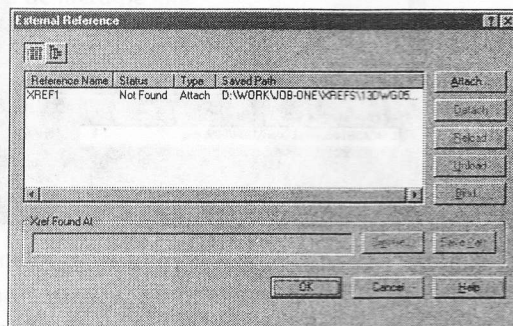 External Reference
Reference Name Status Type Saved Path
XREF1 Not Found Attach D:\WORK\JOB-ONE\XREFS\13DWG05...
Attach
Detach
Reload
Unload
Bind...
Xref Found At
Browse... Save Path
OK Cancel Help